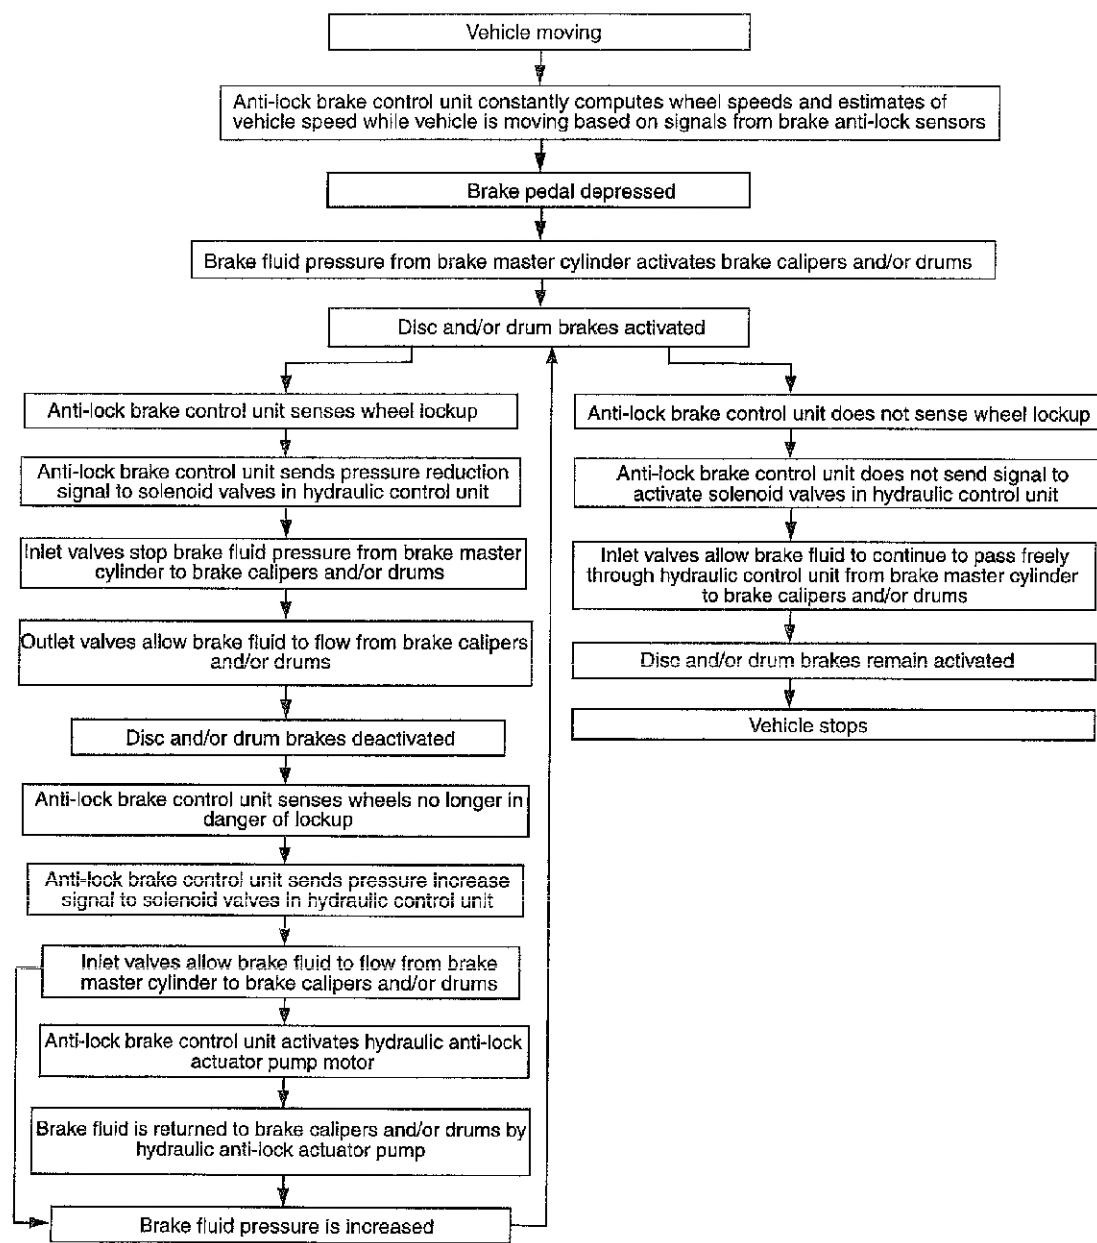 Vehicle moving
Anti-lock brake control unit constantly computes wheel speeds and estimates of
vehicle speed while vehicle is moving based on signals from brake anti-lock sensors
Brake pedal depressed
Brake fluid pressure from brake master cylinder activates brake calipers and/or drums
Disc and/or drum brakes activated
Anti-lock brake control unit senses wheel lockup
Anti-lock brake control unit sends pressure reduction
signal to solenoid valves in hydraulic control unit
Inlet valves stop brake fluid pressure from brake master
cylinder to brake calipers and/or drums
Outlet valves allow brake fluid to flow from brake calipers
and/or drums
Disc and/or drum brakes deactivated
Anti-lock brake control unit senses wheels no longer in
danger of lockup
Anti-lock brake control unit sends pressure increase
signal to solenoid valves in hydraulic control unit
Inlet valves allow brake fluid to flow from brake
master cylinder to brake calipers and/or drums
Anti-lock brake control unit activates hydraulic anti-lock
actuator pump motor
Brake fluid is returned to brake calipers and/or drums by
hydraulic anti-lock actuator pump
Brake fluid pressure is increased
Anti-lock brake control unit does not sense wheel lockup
Anti-lock brake control unit does not send signal to
activate solenoid valves in hydraulic control unit
Inlet valves allow brake fluid to continue to pass freely
through hydraulic control unit from brake master cylinder
to brake calipers and/or drums
Disc and/or drum brakes remain activated
Vehicle stops